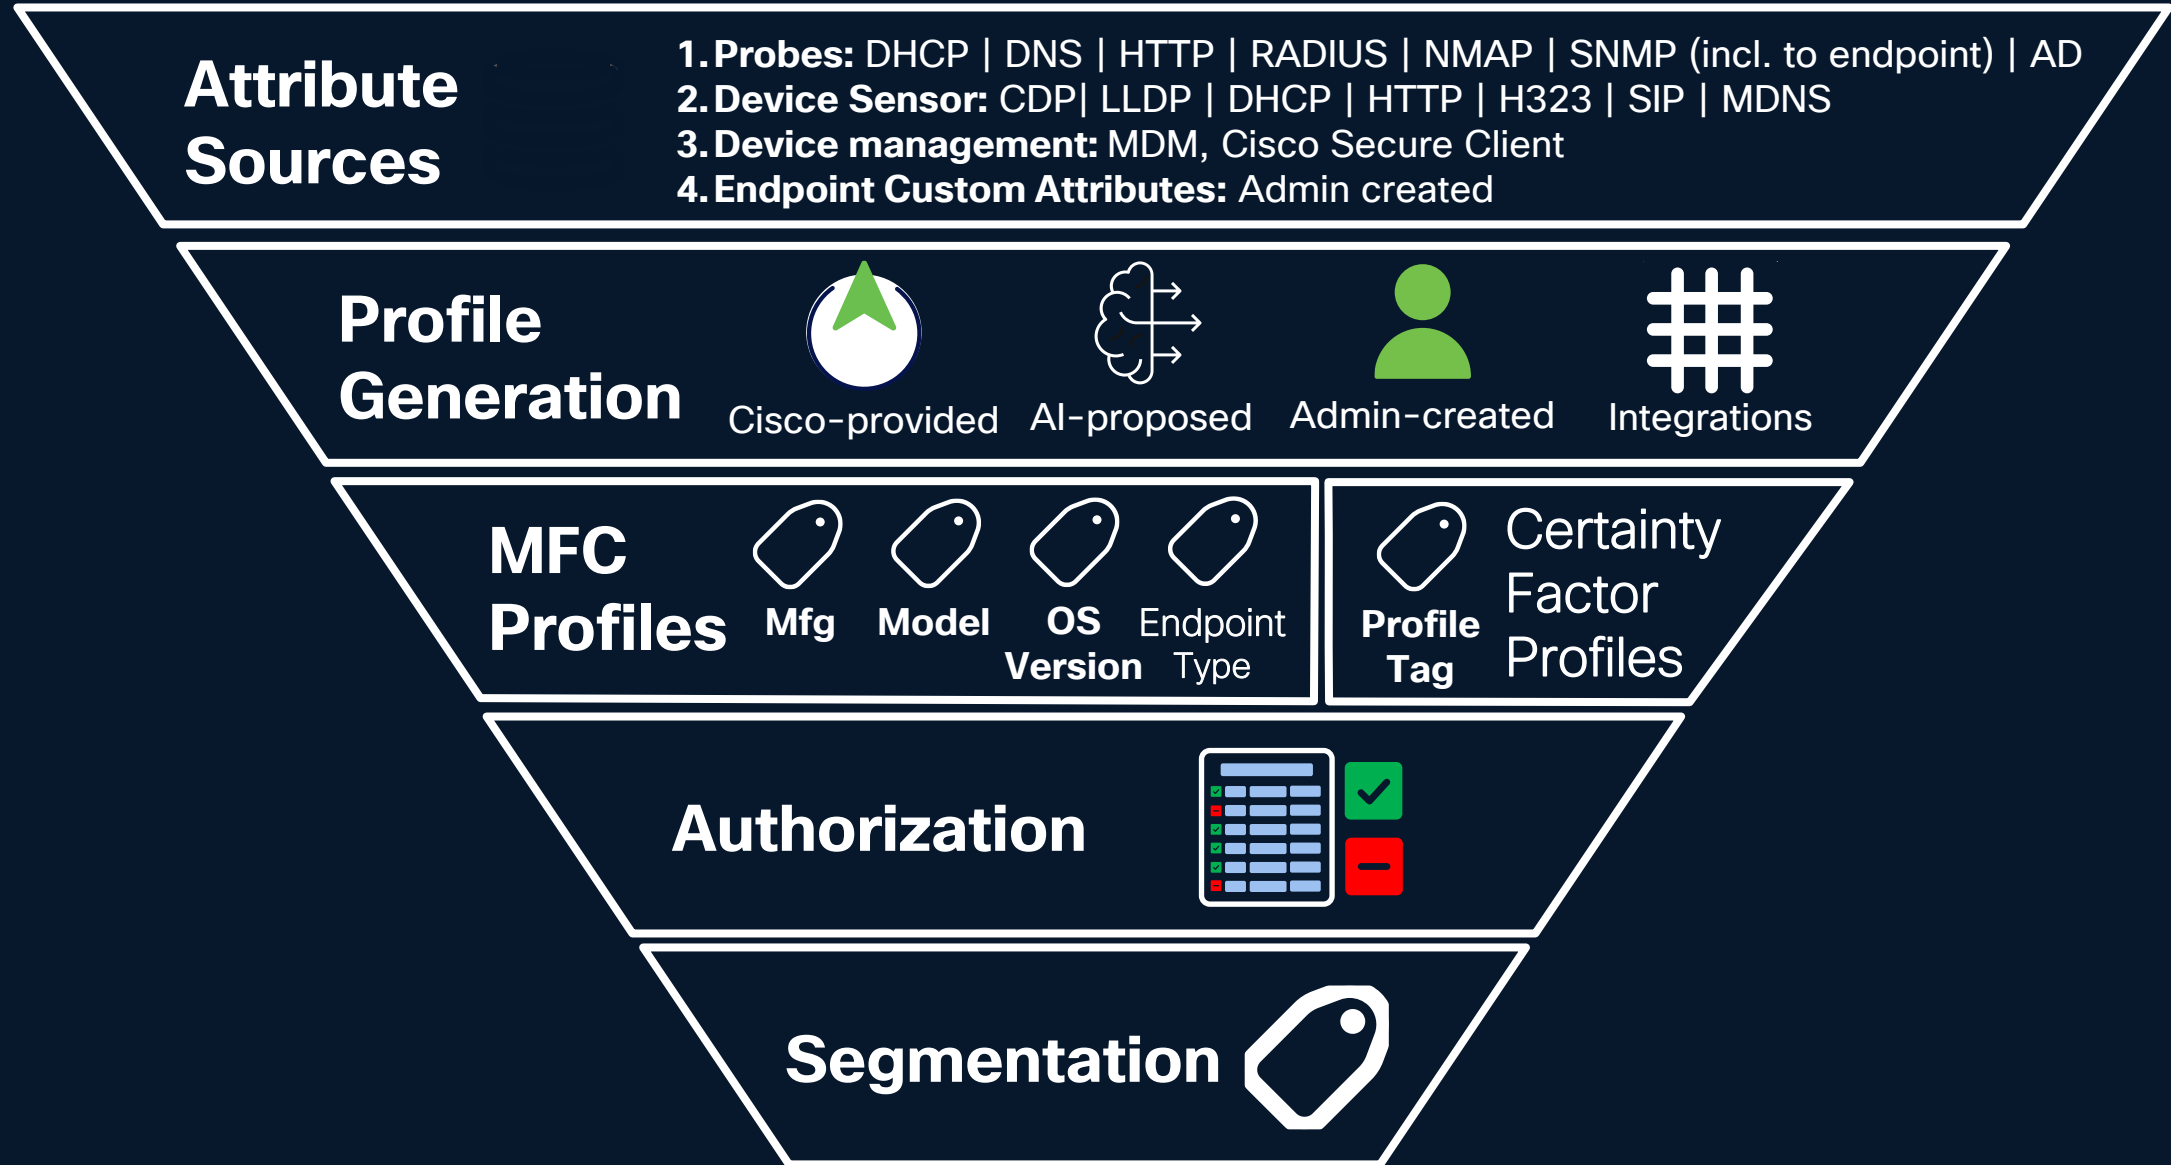 Attribute
Sources
1. Probes: DHCP | DNS | HTTP | RADIUS | NMAP | SNMP (incl. to endpoint) | AD
2. Device Sensor: CDP| LLDP | DHCP | HTTP | H323 | SIP | MDNS
3. Device management: MDM, Cisco Secure Client
4. Endpoint Custom Attributes: Admin created
Profile
Generation
Cisco-provided
AI-proposed
Admin-created
Integrations
MFC
Profiles
Mfg
Model
OS
Version
Endpoint
Type
Profile
Tag
Certainty
Factor
Profiles
Authorization
Segmentation